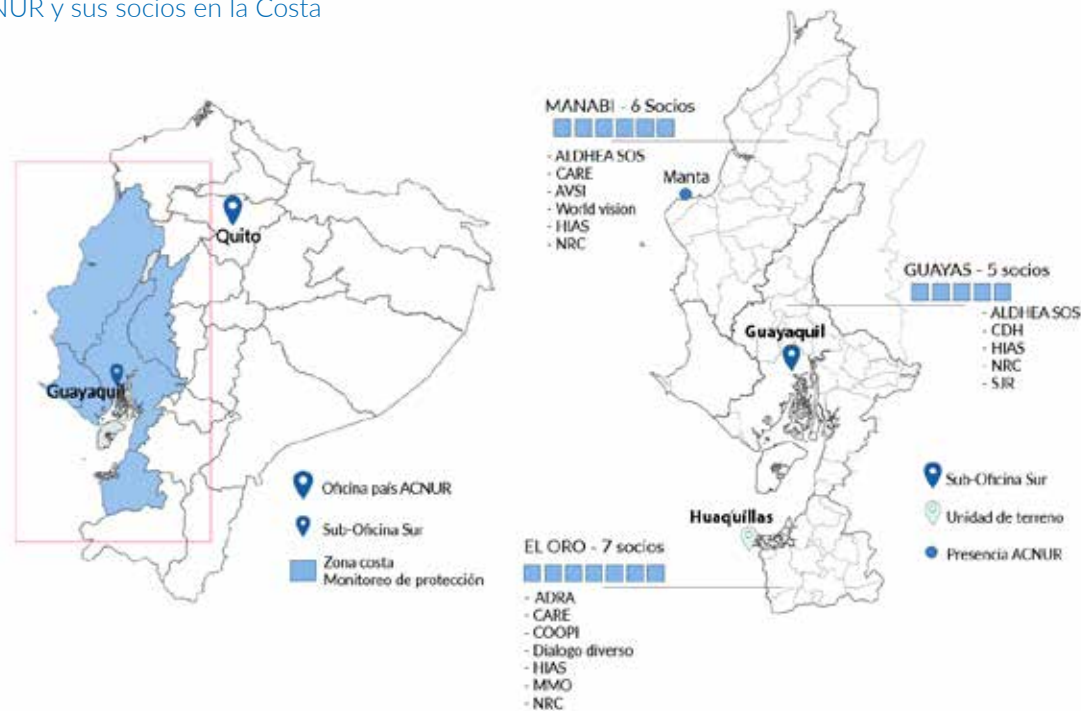 NUR y sus socios en la Costa
Quito
Guayaquil
Oficina país ACNUR
Sub-Oficina Sur
Zona costa
Monitoreo de protección
MANABI - 6 Socios
- ALDHEA SOS
- CARE
- AVSI
- World vision
- HIAS
- NRC
Manta
GUAYAS - 5 socios
- ALDHEA SOS
- CDH
- HIAS
- NRC
- SJR
Guayaquil
Huaquillas
EL ORO - 7 socios
- ADRA
- CARE
- COOPI
- Dialogo diverso
- HIAS
- MMO
- NRC
Sub-Oficina Sur
Unidad de terreno
Presencia ACNUR